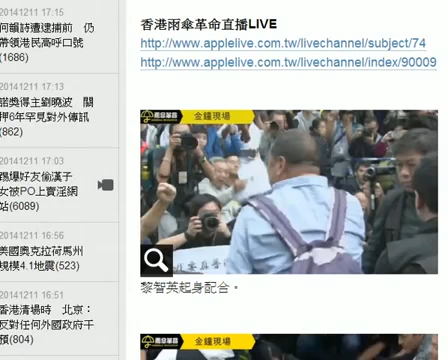 20141211 17:15
何韻詩遭逮捕前　仍
帶領港民高呼口號
(1686)
20141211
諾獎得主劉曉波　關
押6年罕見對外傳訊
(862)
20141211 17:03
踢爆好友偷漢子
女被PO上賣淫網
站(6089)
20141211 16:56
美國奧克拉荷馬州
規模4.1地震(523)
20141211 16:51
香港清場時　北京：
反對任何外國政府干
預(804)
香港雨傘革命直播LIVE
http://www.applelive.com.tw/livechannel/subject/74
http://www.applelive.com.tw/livechannel/index/90009
雨傘革命 金鐘現場
黎智英起身配合。
雨傘革命 金鐘現場